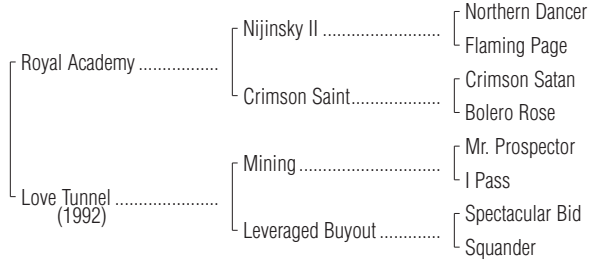 Northern Dancer
Nijinsky II ..................
Flaming Page
Royal Academy ................
Crimson Satan
Crimson Saint....................
Bolero Rose
Mr. Prospector
Mining ............................
I Pass
Love Tunnel .....................
(1992)
Spectacular Bid
Leveraged Buyout .............
Squander